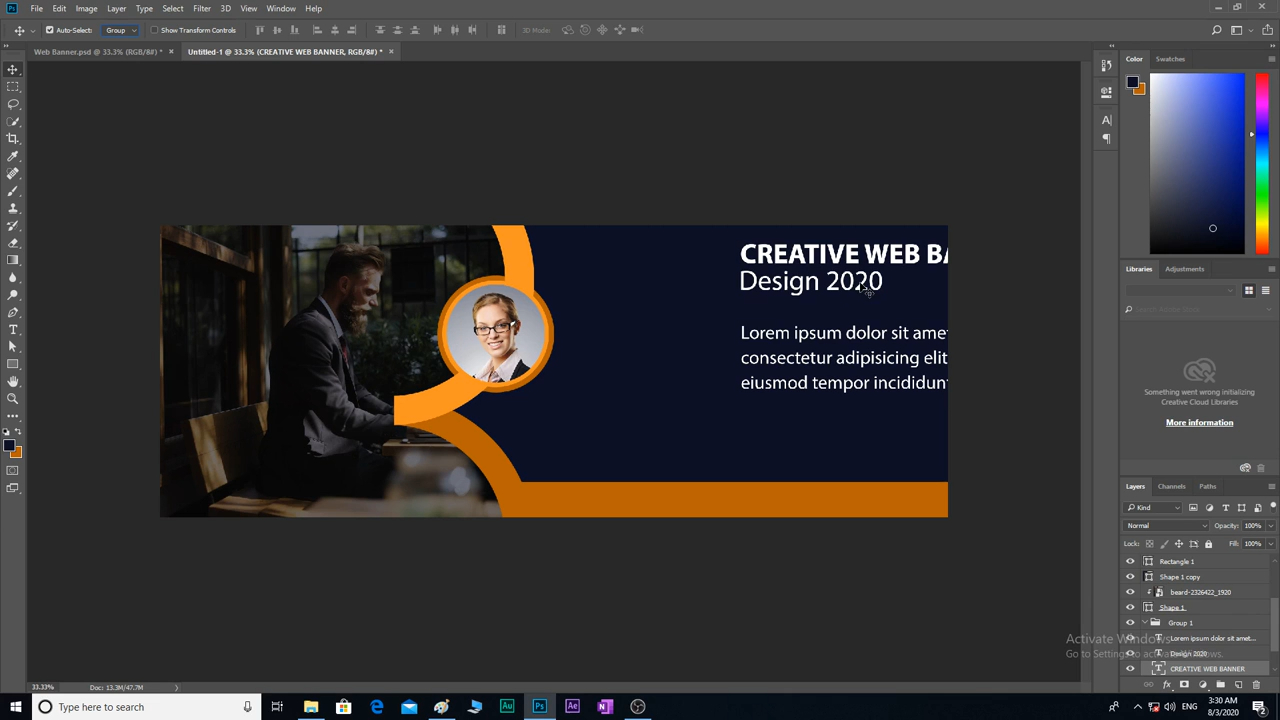 File Edit Image Layer Type Select Filter 3D View Window Help
Auto-Select: Group Show Transform Controls 3D Mode:
Web Banner.psd @ 33.3% (RGB/8#) * Untitled-1 @ 33.3% (CREATIVE WEB BANNER, RGB/8#) *
Color Swatches
CREATIVE WEB BA
Design 2020
Lorem ipsum dolor sit amet
consectetur adipisicing elit
eiusmod tempor incididunt
Libraries Adjustments
Something went wrong initializing
Creative Cloud Libraries
More information
Layers Channels Paths
Kind
Normal Opacity: 100%
Lock: Fill: 100%
Rectangle 1
Shape 1 copy
beard-2326422_1920
Shape 1
Group 1
Lorem ipsum dolor sit amet...
Design 2020
CREATIVE WEB BANNER
Activate Windows
Go to Settings to activate Windows.
33.33% Doc: 13.3M/47.7M
Type here to search
3:30 AM
8/3/2020